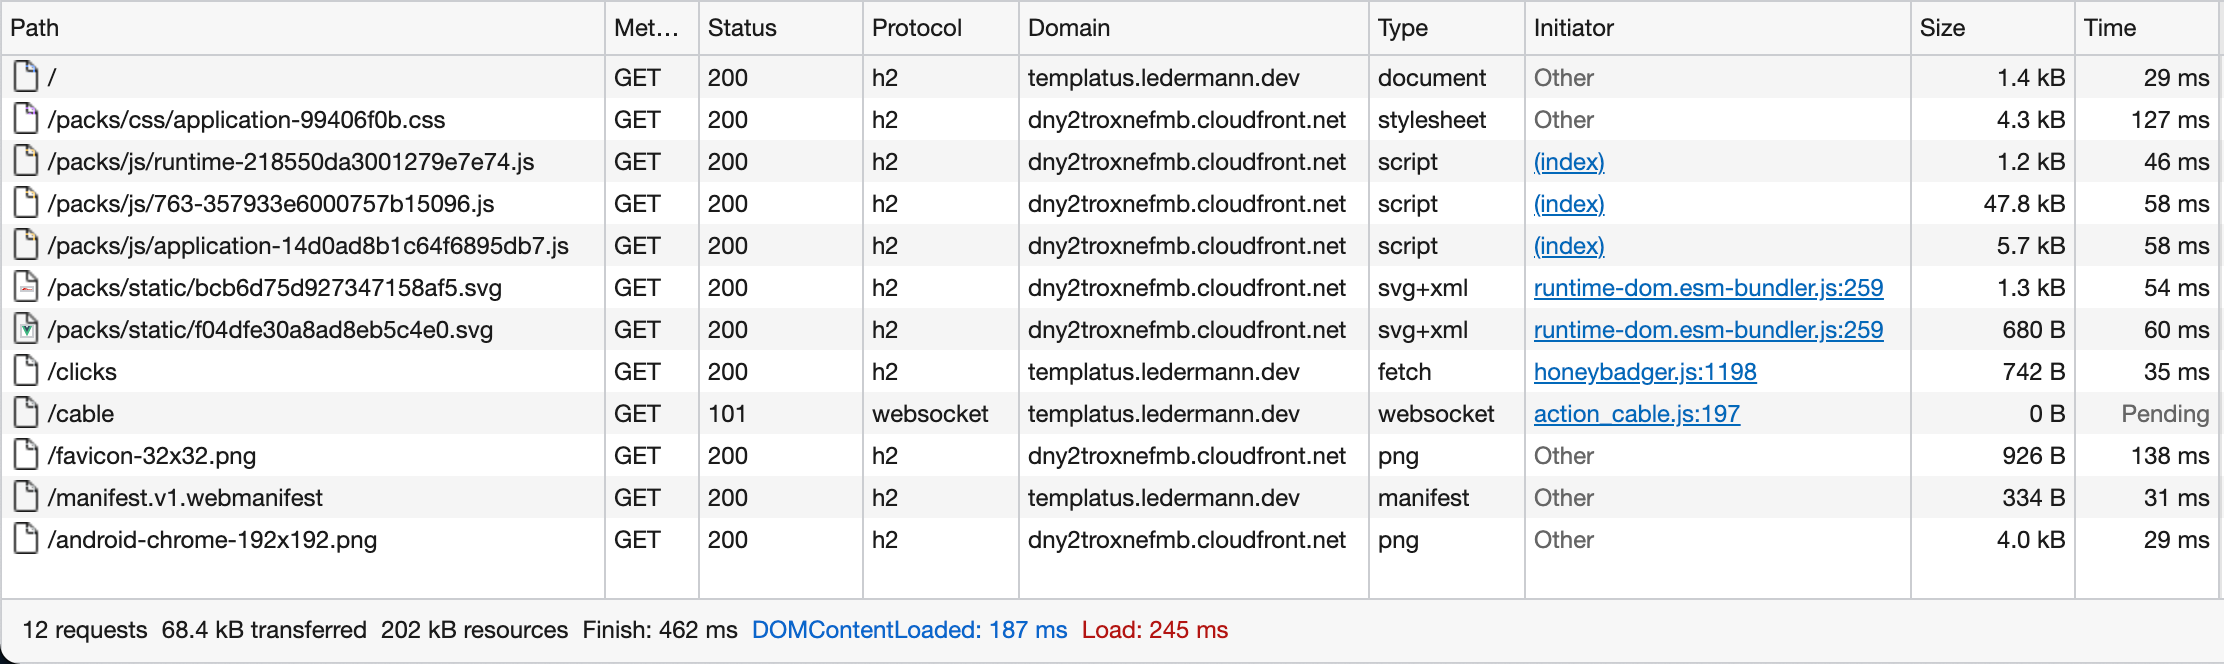 Path Met... Status Protocol Domain Type Initiator Size Time
/ GET 200 h2 templatus.ledermann.dev document Other 1.4 kB 29 ms
/packs/css/application-99406f0b.css GET 200 h2 dny2troxnefmb.cloudfront.net stylesheet Other 4.3 kB 127 ms
/packs/js/runtime-218550da3001279e7e74.js GET 200 h2 dny2troxnefmb.cloudfront.net script (index) 1.2 kB 46 ms
/packs/js/763-357933e6000757b15096.js GET 200 h2 dny2troxnefmb.cloudfront.net script (index) 47.8 kB 58 ms
/packs/js/application-14d0ad8b1c64f6895db7.js GET 200 h2 dny2troxnefmb.cloudfront.net script (index) 5.7 kB 58 ms
/packs/static/bcb6d75d927347158af5.svg GET 200 h2 dny2troxnefmb.cloudfront.net svg+xml runtime-dom.esm-bundler.js:259 1.3 kB 54 ms
/packs/static/f04dfe30a8ad8eb5c4e0.svg GET 200 h2 dny2troxnefmb.cloudfront.net svg+xml runtime-dom.esm-bundler.js:259 680 B 60 ms
/clicks GET 200 h2 templatus.ledermann.dev fetch honeybadger.js:1198 742 B 35 ms
/cable GET 101 websocket templatus.ledermann.dev websocket action_cable.js:197 0 B Pending
/favicon-32x32.png GET 200 h2 dny2troxnefmb.cloudfront.net png Other 926 B 138 ms
/manifest.v1.webmanifest GET 200 h2 templatus.ledermann.dev manifest Other 334 B 31 ms
/android-chrome-192x192.png GET 200 h2 dny2troxnefmb.cloudfront.net png Other 4.0 kB 29 ms
12 requests 68.4 kB transferred 202 kB resources Finish: 462 ms DOMContentLoaded: 187 ms Load: 245 ms